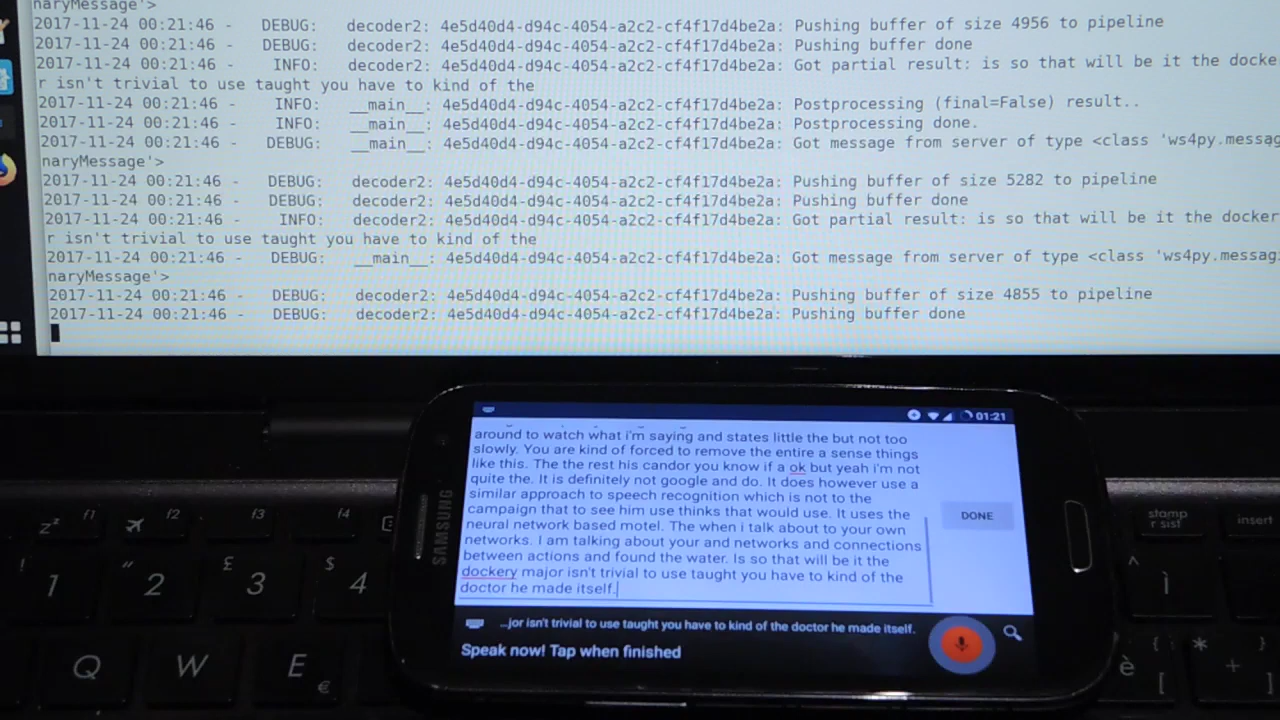 naryMessage'>
2017-11-24 00:21:46 - DEBUG: decoder2: 4e5d40d4-d94c-4054-a2c2-cf4f17d4be2a: Pushing buffer of size 4956 to pipeline
2017-11-24 00:21:46 - DEBUG: decoder2: 4e5d40d4-d94c-4054-a2c2-cf4f17d4be2a: Pushing buffer done
2017-11-24 00:21:46 - INFO: decoder2: 4e5d40d4-d94c-4054-a2c2-cf4f17d4be2a: Got partial result: is so that will be it the docke
r isn't trivial to use taught you have to kind of the
2017-11-24 00:21:46 - INFO: __main__: 4e5d40d4-d94c-4054-a2c2-cf4f17d4be2a: Postprocessing (final=False) result..
2017-11-24 00:21:46 - INFO: __main__: 4e5d40d4-d94c-4054-a2c2-cf4f17d4be2a: Postprocessing done.
2017-11-24 00:21:46 - DEBUG: __main__: 4e5d40d4-d94c-4054-a2c2-cf4f17d4be2a: Got message from server of type <class 'ws4py.messag
naryMessage'>
2017-11-24 00:21:46 - DEBUG: decoder2: 4e5d40d4-d94c-4054-a2c2-cf4f17d4be2a: Pushing buffer of size 5282 to pipeline
2017-11-24 00:21:46 - DEBUG: decoder2: 4e5d40d4-d94c-4054-a2c2-cf4f17d4be2a: Pushing buffer done
2017-11-24 00:21:46 - INFO: decoder2: 4e5d40d4-d94c-4054-a2c2-cf4f17d4be2a: Got partial result: is so that will be it the docker
r isn't trivial to use taught you have to kind of the
2017-11-24 00:21:46 - DEBUG: __main__: 4e5d40d4-d94c-4054-a2c2-cf4f17d4be2a: Got message from server of type <class 'ws4py.messag
naryMessage'>
2017-11-24 00:21:46 - DEBUG: decoder2: 4e5d40d4-d94c-4054-a2c2-cf4f17d4be2a: Pushing buffer of size 4855 to pipeline
2017-11-24 00:21:46 - DEBUG: decoder2: 4e5d40d4-d94c-4054-a2c2-cf4f17d4be2a: Pushing buffer done
01:21
around to watch what i'm saying and states little the but not too
slowly. You are kind of forced to remove the entire a sense things
like this. The the rest his candor you know if a ok but yeah i'm not
quite the. It is definitely not google and do. It does however use a
similar approach to speech recognition which is not to the
campaign that to see him use thinks that would use. It uses the
neural network based motel. The when i talk about to your own
networks. I am talking about your and networks and connections
between actions and found the water. Is so that will be it the
dockery major isn't trivial to use taught you have to kind of the
doctor he made itself.
DONE
...jor isn't trivial to use taught you have to kind of the doctor he made itself.
Speak now! Tap when finished
SAMSUNG
zᶻ f1 f2 f3 f4
stamp
r sist
insert
! 1 " 2 £ 3 $ 4
^ ì
Q W E €
è { [ * + ] }